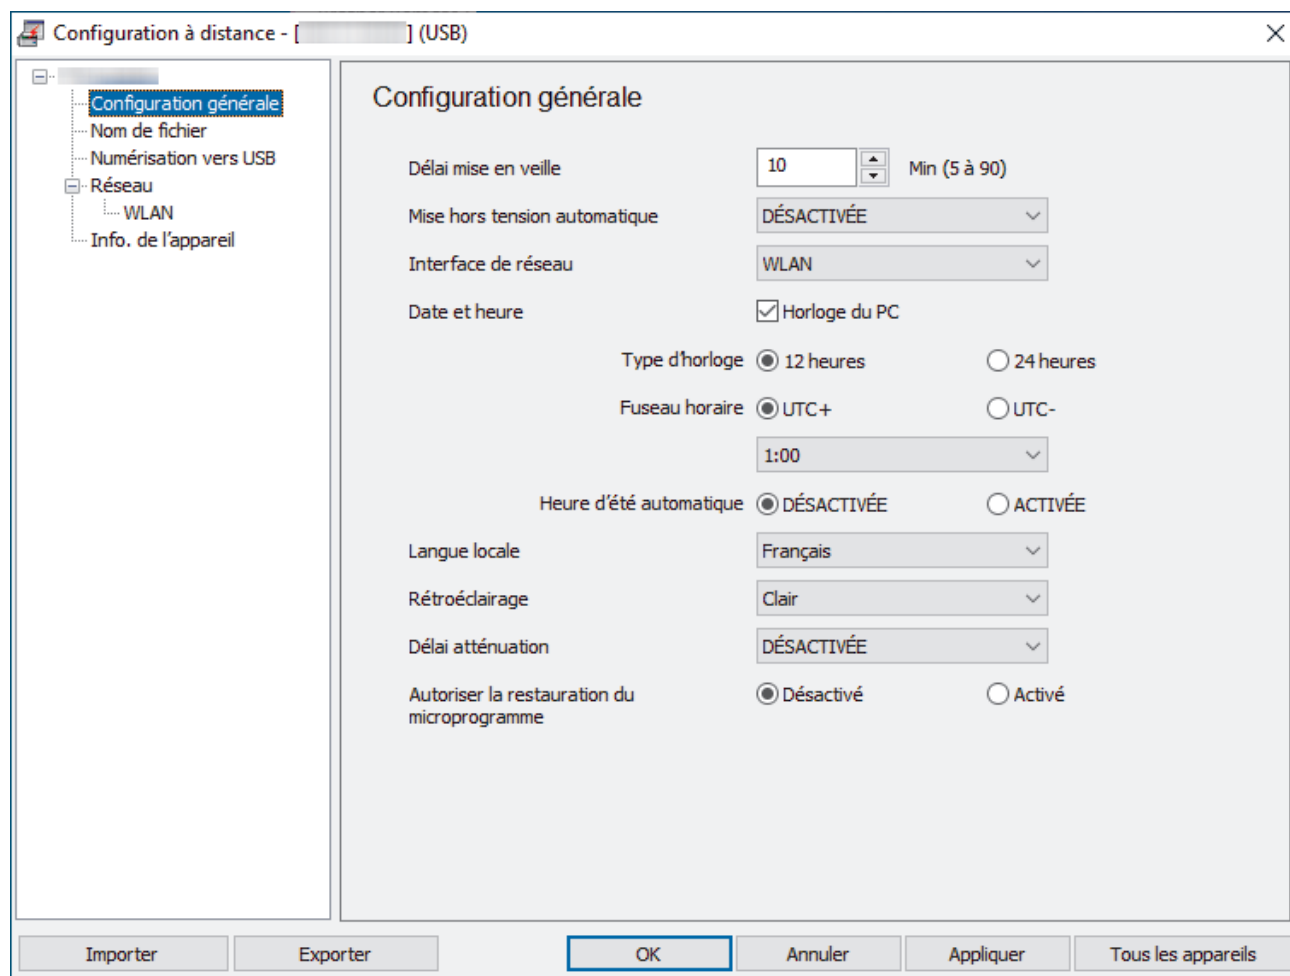 Configuration à distance - [ ] (USB)
Configuration générale
Nom de fichier
Numérisation vers USB
Réseau
WLAN
Info. de l'appareil
Configuration générale
Délai mise en veille 10 Min (5 à 90)
Mise hors tension automatique DÉSACTIVÉE
Interface de réseau WLAN
Date et heure Horloge du PC
Type d'horloge 12 heures 24 heures
Fuseau horaire UTC+ UTC-
1:00
Heure d'été automatique DÉSACTIVÉE ACTIVÉE
Langue locale Français
Rétroéclairage Clair
Délai atténuation DÉSACTIVÉE
Autoriser la restauration du
microprogramme Désactivé Activé
Importer Exporter OK Annuler Appliquer Tous les appareils